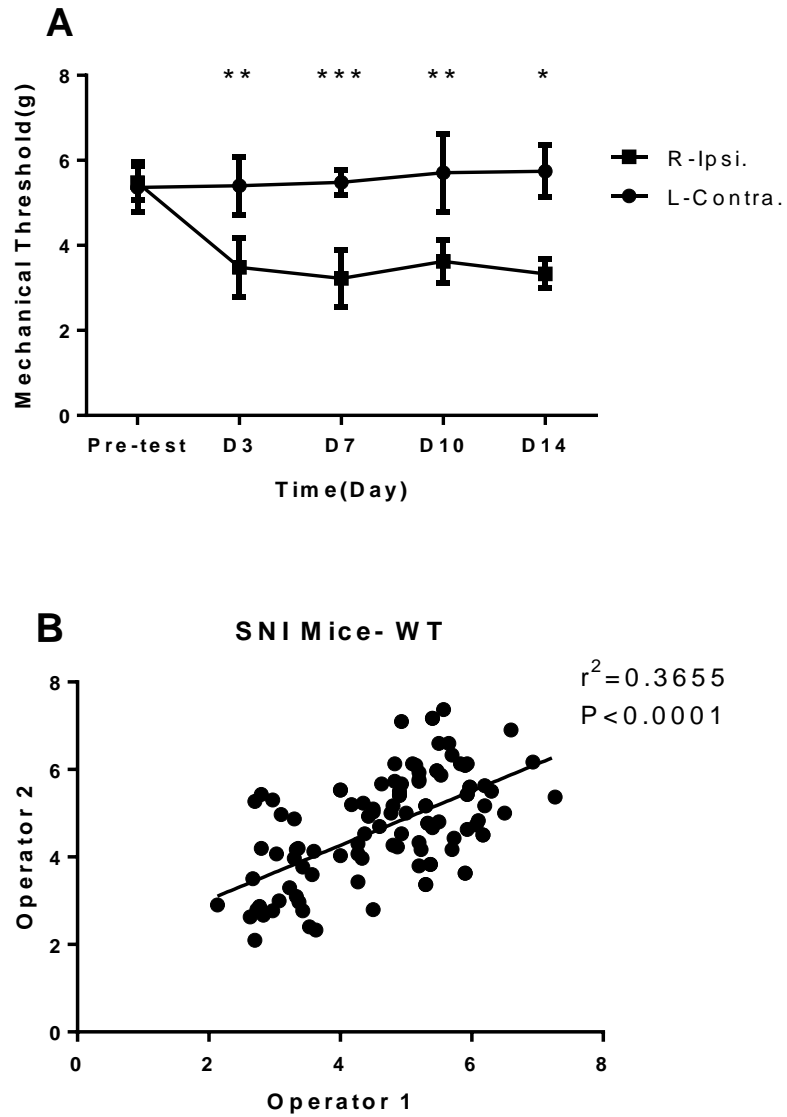 A
8
** *** ** *
6
4
2
0
Mechanical Threshold(g)
Pre-test D3 D7 D10 D14
Time(Day)
R-Ipsi.
L-Contra.
B
SNI Mice- WT
r²=0.3655
P<0.0001
8
6
4
2
0
Operator 2
0 2 4 6 8
Operator 1